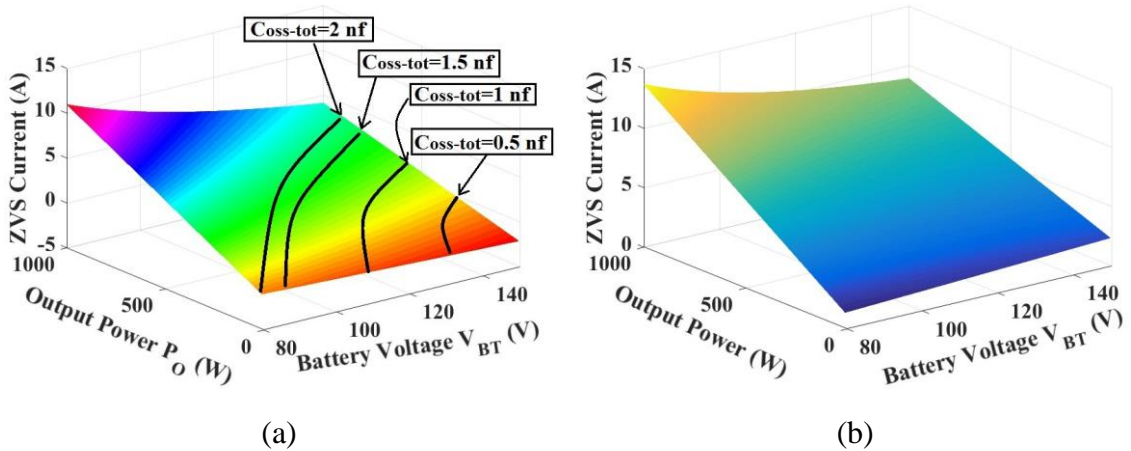 Coss-tot=2 nf
Coss-tot=1.5 nf
Coss-tot=1 nf
Coss-tot=0.5 nf
ZVS Current (A)
15
10
5
0
-5
1000
500
0
Output Power PO (W)
80
100
120
140
Battery Voltage VBT (V)
(a)
ZVS Current (A)
15
10
5
0
1000
500
0
Output Power (W)
80
100
120
140
Battery Voltage VBT (V)
(b)